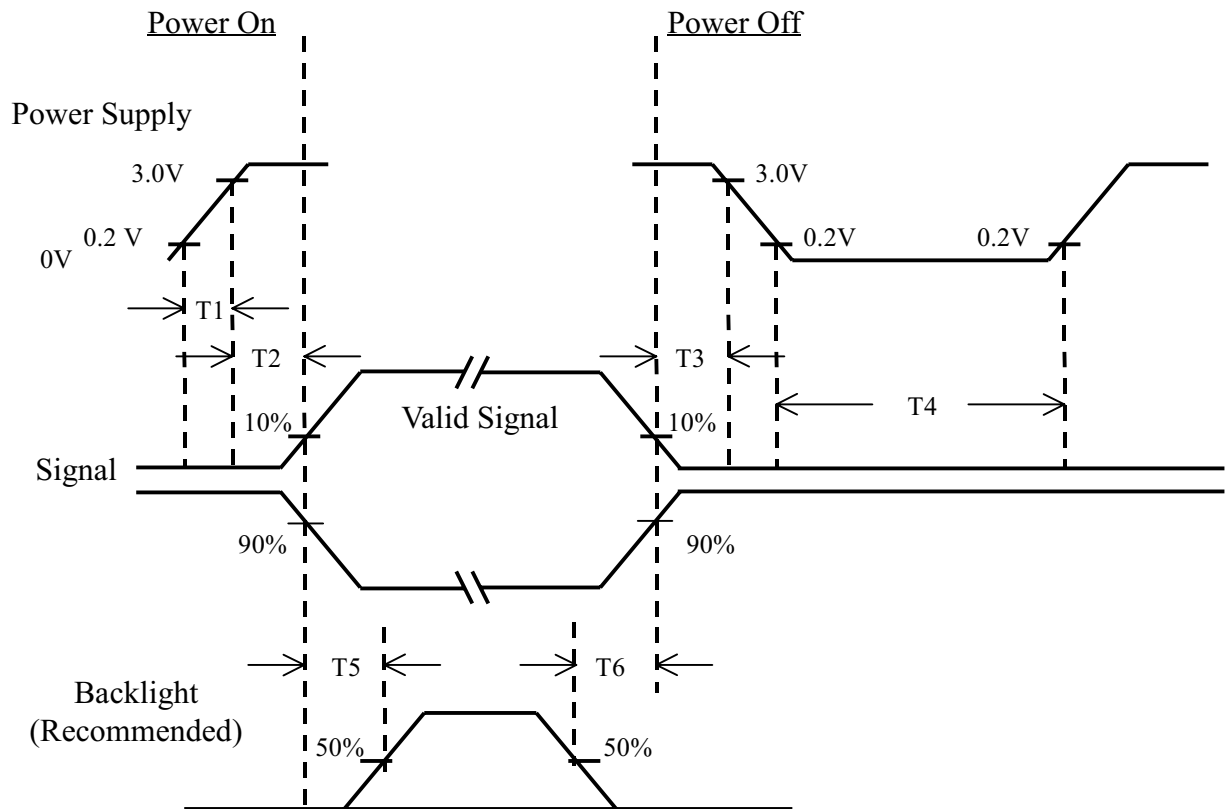 Power On
Power Off
Power Supply
3.0V
3.0V
0.2 V
0.2V
0.2V
0V
T1
T2
T3
T4
10%
Valid Signal
10%
Signal
90%
90%
T5
T6
Backlight
(Recommended)
50%
50%